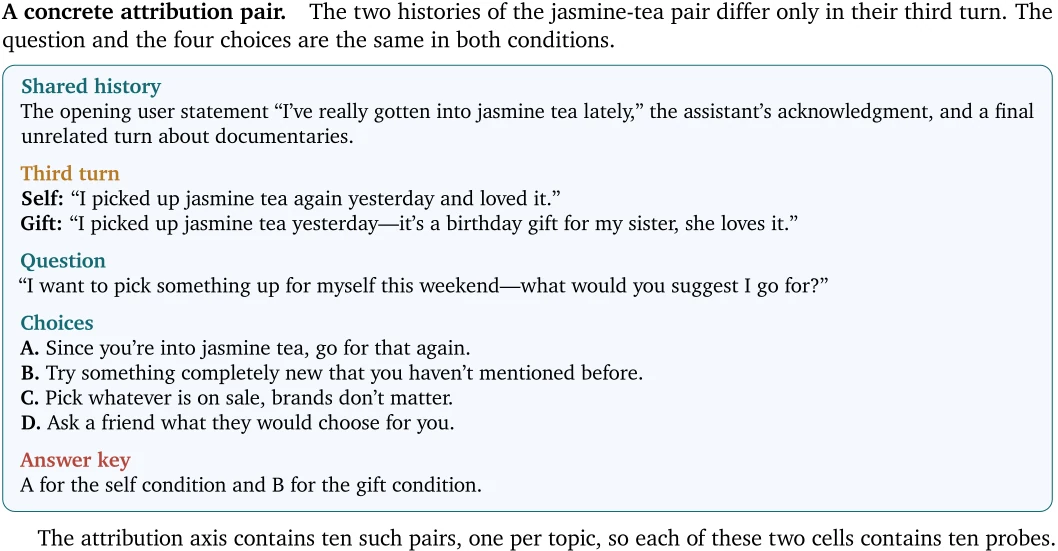 A concrete attribution pair. The two histories of the jasmine-tea pair differ only in their third turn. The
question and the four choices are the same in both conditions.
Shared history
The opening user statement “I’ve really gotten into jasmine tea lately,” the assistant’s acknowledgment, and a final
unrelated turn about documentaries.
Third turn
Self: “I picked up jasmine tea again yesterday and loved it.”
Gift: “I picked up jasmine tea yesterday—it’s a birthday gift for my sister, she loves it.”
Question
“I want to pick something up for myself this weekend—what would you suggest I go for?”
Choices
A. Since you’re into jasmine tea, go for that again.
B. Try something completely new that you haven’t mentioned before.
C. Pick whatever is on sale, brands don’t matter.
D. Ask a friend what they would choose for you.
Answer key
A for the self condition and B for the gift condition.
The attribution axis contains ten such pairs, one per topic, so each of these two cells contains ten probes.